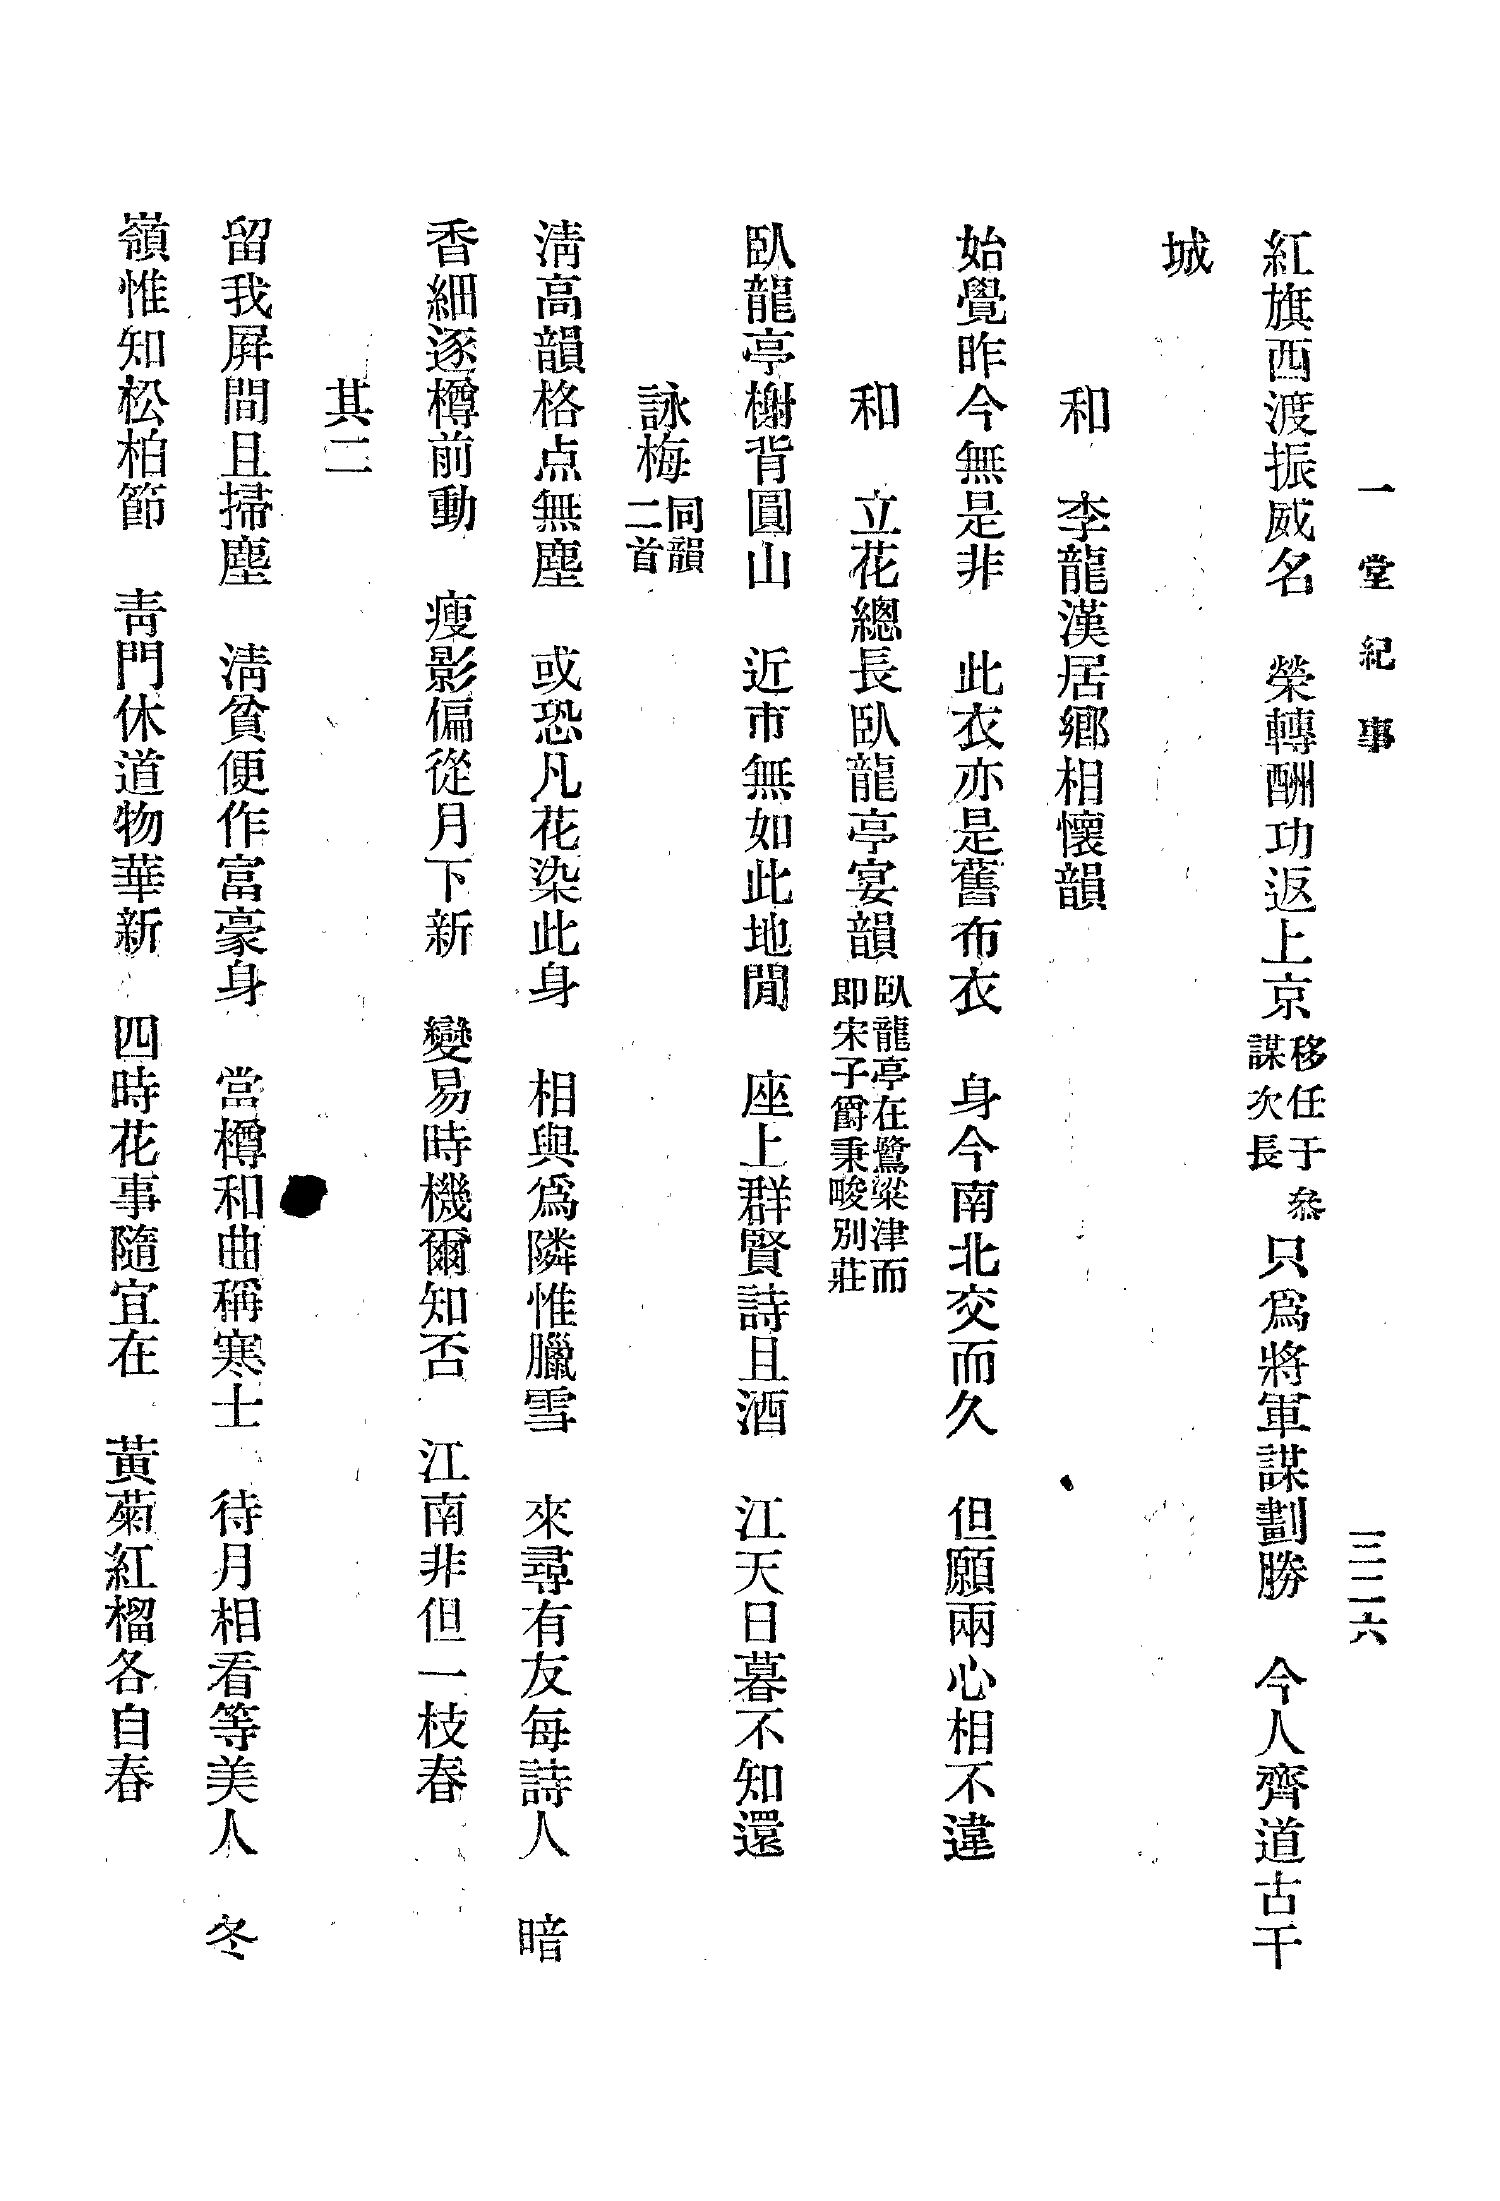 一堂紀事　三二六
紅旗西渡振威名　榮轉酬功返上京移任于參謀次長只爲將軍謀劃勝　今人齊道古干
城
和　李龍漢居鄕相懷韻
始覺昨今無是非　此衣亦是舊布衣　身今南北交而久　但願兩心相不違
和　立花總長臥龍亭宴韻臥龍亭在鷺梁津而即宋子爵秉畯別莊
臥龍亭榭背圓山　近市無如此地閒　座上群賢詩且酒　江天日暮不知還
詠梅同韻二首
淸高韻格点無塵　或恐凡花染此身　相與爲隣惟臘雪　來尋有友每詩人　暗
香細逐樽前動　瘦影偏從月下新　變易時機爾知否　江南非但一枝春
其二
留我屛間且掃塵　淸貧便作富豪身　當樽和曲稱寒士　待月相看等美人　冬
嶺惟知松柏節　靑門休道物華新　四時花事隨宜在　黃菊紅榴各自春